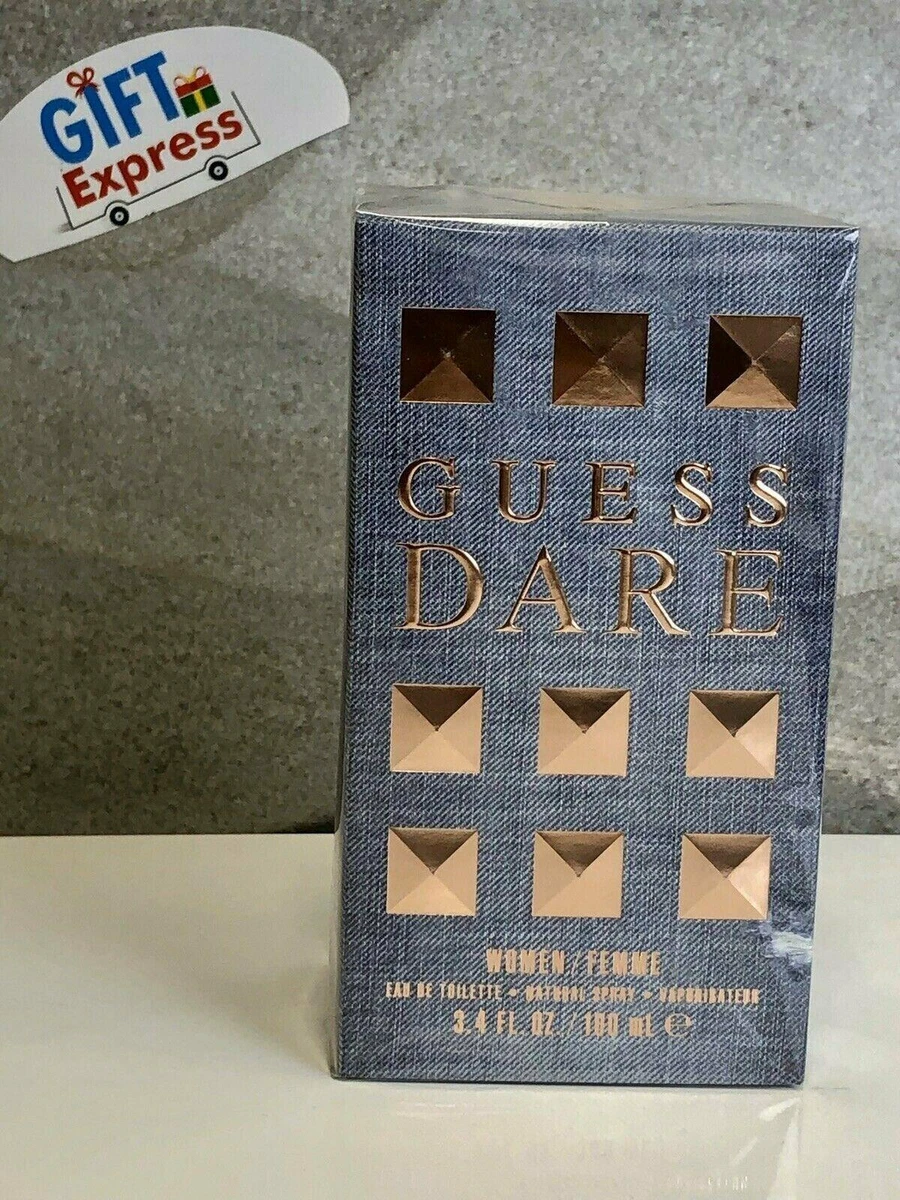 GIFT
Express
GUESS
DARE
WOMEN / FEMME
EAU DE TOILETTE • NATURAL SPRAY • VAPORISATEUR
3.4 FL. OZ. / 100 mL ℮